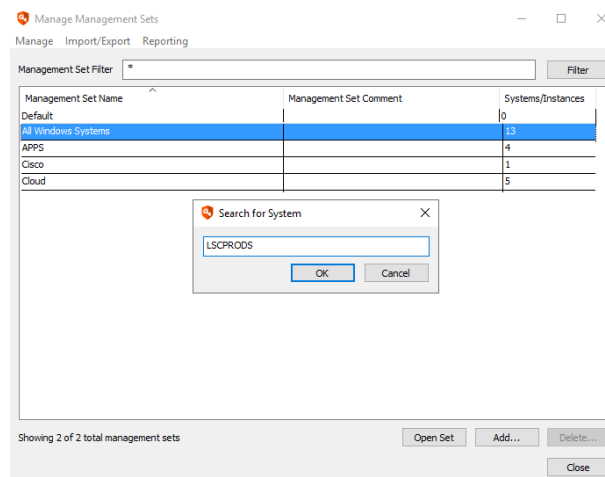 Manage Management Sets
Manage Import/Export Reporting
Management Set Filter * Filter
Management Set Name Management Set Comment Systems/Instances
Default 0
All Windows Systems 13
APPS 4
Cisco 1
Cloud 5
Search for System
LSCPRODS
OK Cancel
Showing 2 of 2 total management sets Open Set Add... Delete...
Close